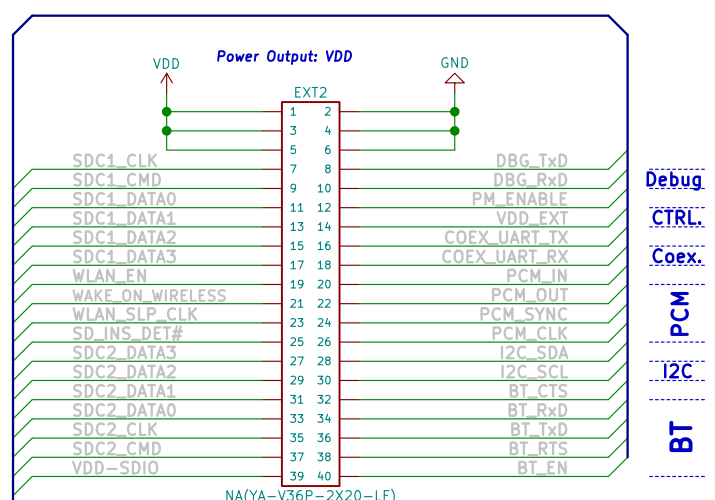 Power Output: VDD
VDD
GND
EXT2
1 2
3 4
5 6
SDC1_CLK 7 8 DBG_TxD
SDC1_CMD 9 10 DBG_RxD
Debug
SDC1_DATA0 11 12 PM_ENABLE
SDC1_DATA1 13 14 VDD_EXT
CTRL.
SDC1_DATA2 15 16 COEX_UART_TX
SDC1_DATA3 17 18 COEX_UART_RX
Coex.
WLAN_EN 19 20 PCM_IN
WAKE_ON_WIRELESS 21 22 PCM_OUT
WLAN_SLP_CLK 23 24 PCM_SYNC
SD_INS_DET# 25 26 PCM_CLK
PCM
SDC2_DATA3 27 28 I2C_SDA
SDC2_DATA2 29 30 I2C_SCL
I2C
SDC2_DATA1 31 32 BT_CTS
SDC2_DATA0 33 34 BT_RxD
SDC2_CLK 35 36 BT_TxD
SDC2_CMD 37 38 BT_RTS
VDD-SDIO 39 40 BT_EN
BT
NA(YA-V36P-2X20-LF)